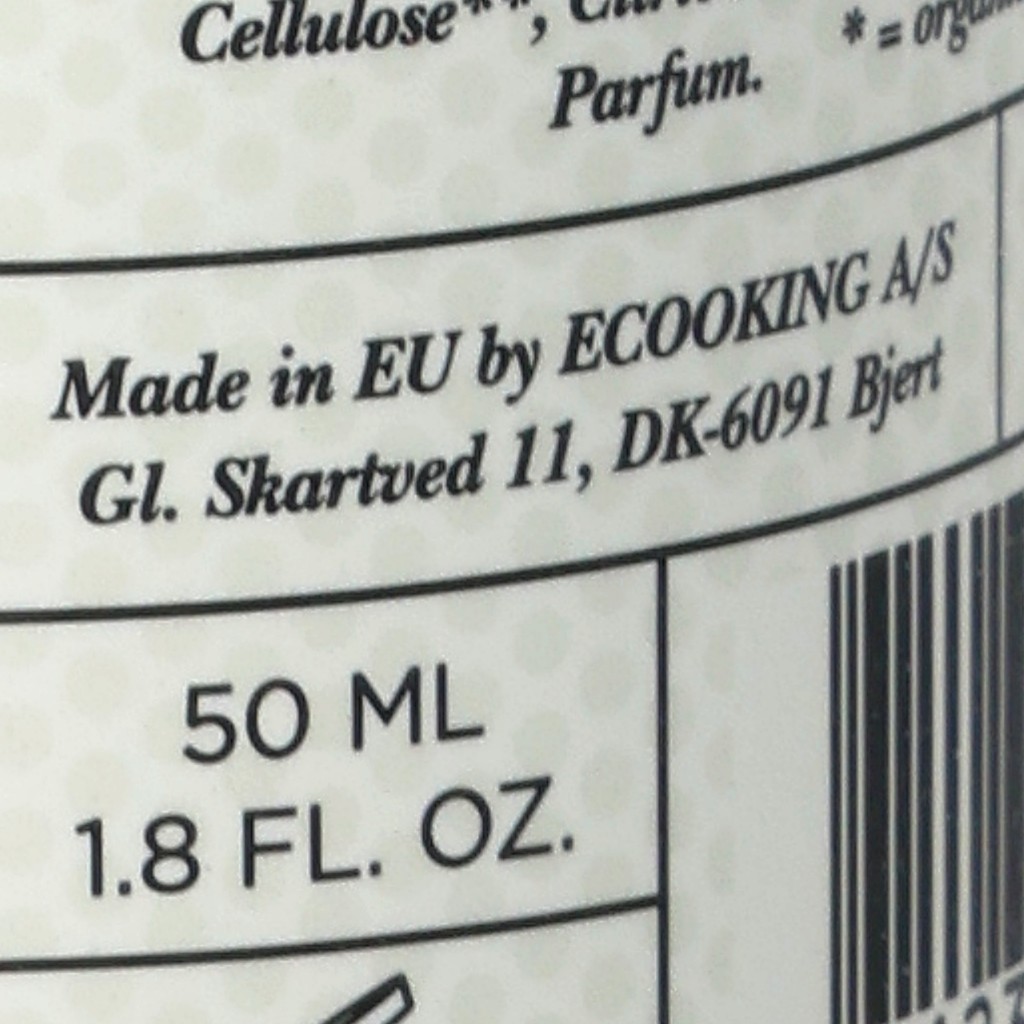 Cellulose**,
* = 
Parfum.
Made in EU by ECOOKING A/S
Gl. Skartved 11, DK-6091 Bjert
50 ML
1.8 FL. OZ.